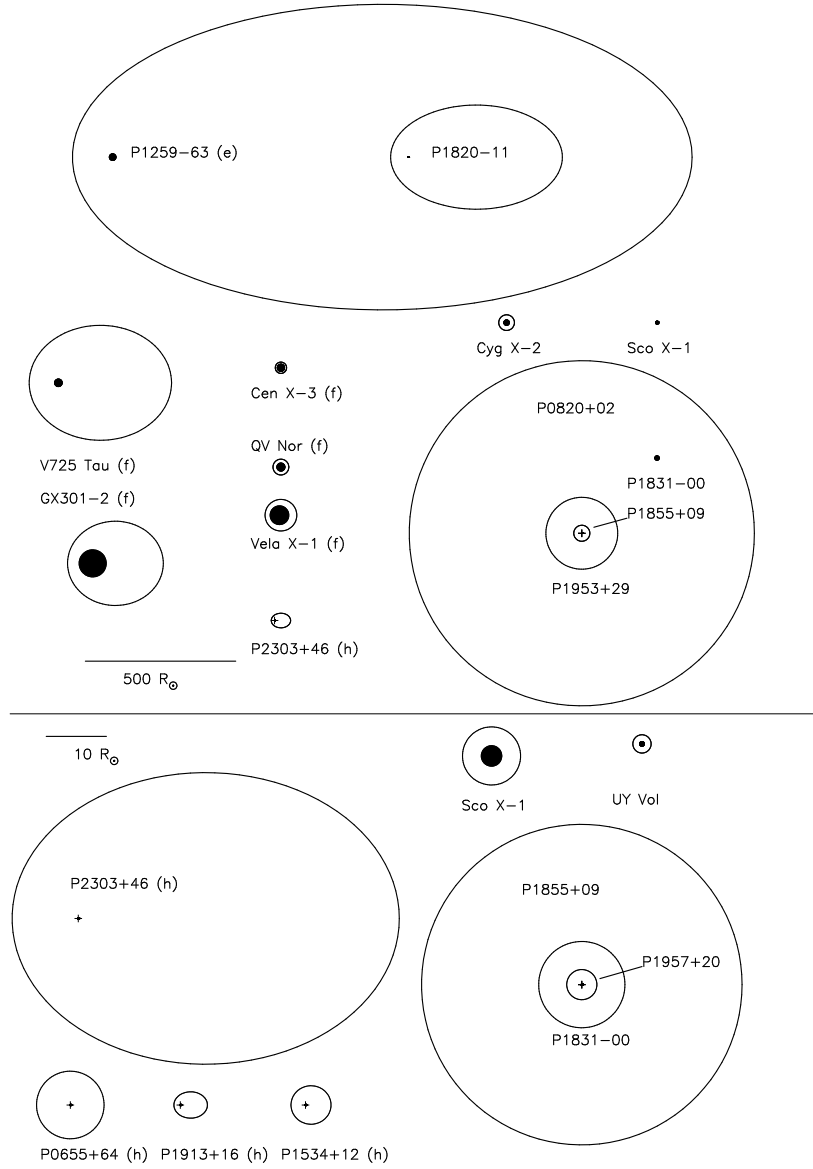 P1259−63 (e)
P1820−11
Cyg X−2
Sco X−1
Cen X−3 (f)
P0820+02
QV Nor (f)
V725 Tau (f)
P1831−00
GX301−2 (f)
P1855+09
Vela X−1 (f)
P1953+29
P2303+46 (h)
500 R⊙
10 R⊙
Sco X−1
UY Vol
P2303+46 (h)
P1855+09
P1957+20
P1831−00
P0655+64 (h)
P1913+16 (h)
P1534+12 (h)